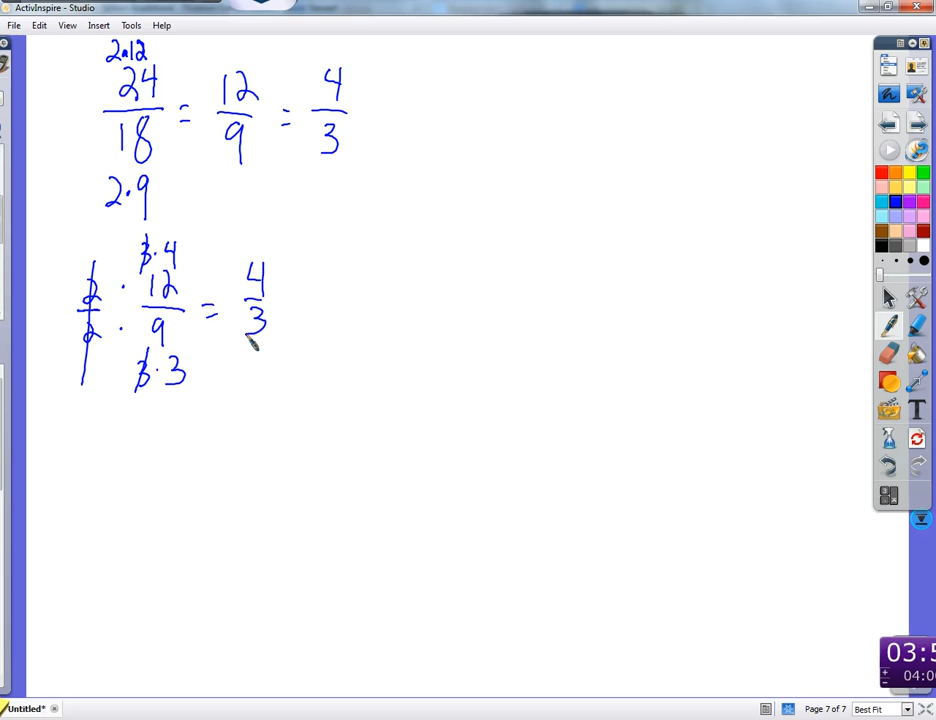 ActivInspire - Studio
File Edit View Insert Tools Help
2·12
24/18 = 12/9 = 4/3
2·9
3·4
2/2 · 12/9 = 4/3
3·3
T
03:5
04:0
Untitled*
Page 7 of 7
Best Fit